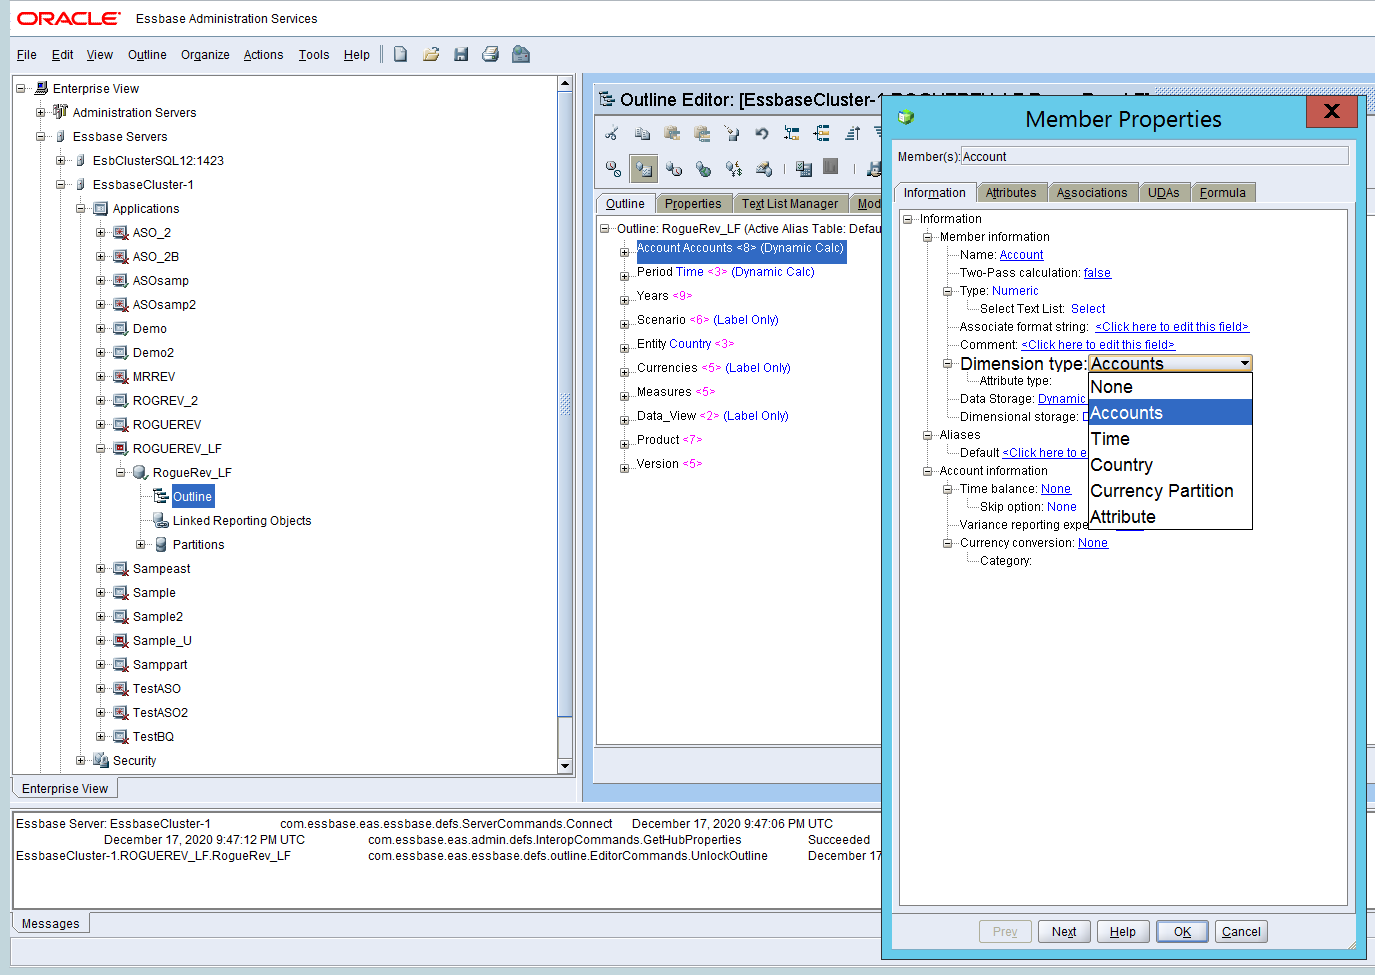 ORACLE Essbase Administration Services
File Edit View Outline Organize Actions Tools Help
Enterprise View
Administration Servers
Essbase Servers
EsbClusterSQL12:1423
EssbaseCluster-1
Applications
ASO_2
ASO_2B
ASOsamp
ASOsamp2
Demo
Demo2
MRREV
ROGREV_2
ROGUEREV
ROGUEREV_LF
RogueRev_LF
Outline
Linked Reporting Objects
Partitions
Sampeast
Sample
Sample2
Sample_U
Samppart
TestASO
TestASO2
TestBQ
Security
Enterprise View
Outline Editor: [EssbaseCluster-1
Outline Properties Text List Manager Mod
Outline: RogueRev_LF (Active Alias Table: Defau
Account Accounts <8> (Dynamic Calc)
Period Time <3> (Dynamic Calc)
Years <9>
Scenario <6> (Label Only)
Entity Country <3>
Currencies <5> (Label Only)
Measures <5>
Data_View <2> (Label Only)
Product <7>
Version <5>
Member Properties
X
Member(s): Account
Information Attributes Associations UDAs Formula
Information
Member information
Name: Account
Two-Pass calculation: false
Type: Numeric
Select Text List: Select
Associate format string: <Click here to edit this field>
Comment: <Click here to edit this field>
Dimension type: Accounts
None
Accounts
Time
Country
Currency Partition
Attribute
Attribute type:
Data Storage: Dynamic
Dimensional storage: D
Aliases
Default <Click here to e
Account information
Time balance: None
Skip option: None
Variance reporting expe
Currency conversion: None
Category:
Prev Next Help OK Cancel
Essbase Server: EssbaseCluster-1 com.essbase.eas.essbase.defs.ServerCommands.Connect December 17, 2020 9:47:06 PM UTC
December 17, 2020 9:47:12 PM UTC com.essbase.eas.admin.defs.InteropCommands.GetHubProperties Succeeded
EssbaseCluster-1.ROGUEREV_LF.RogueRev_LF com.essbase.eas.essbase.defs.outline.EditorCommands.UnlockOutline December 17
Messages